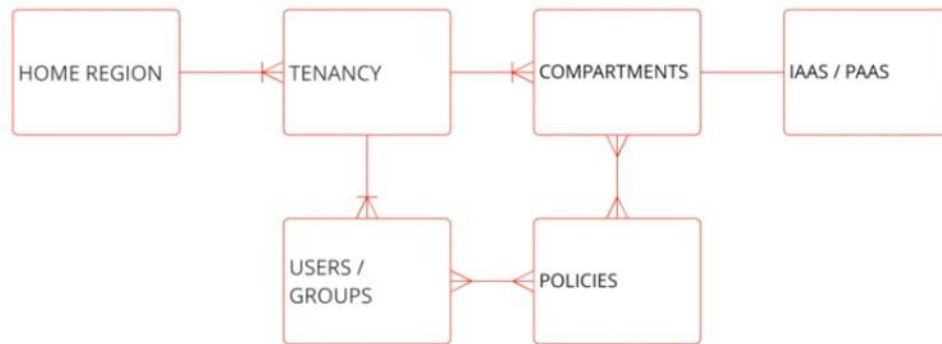 HOME REGION
TENANCY
COMPARTMENTS
IAAS / PAAS
USERS /
GROUPS
POLICIES